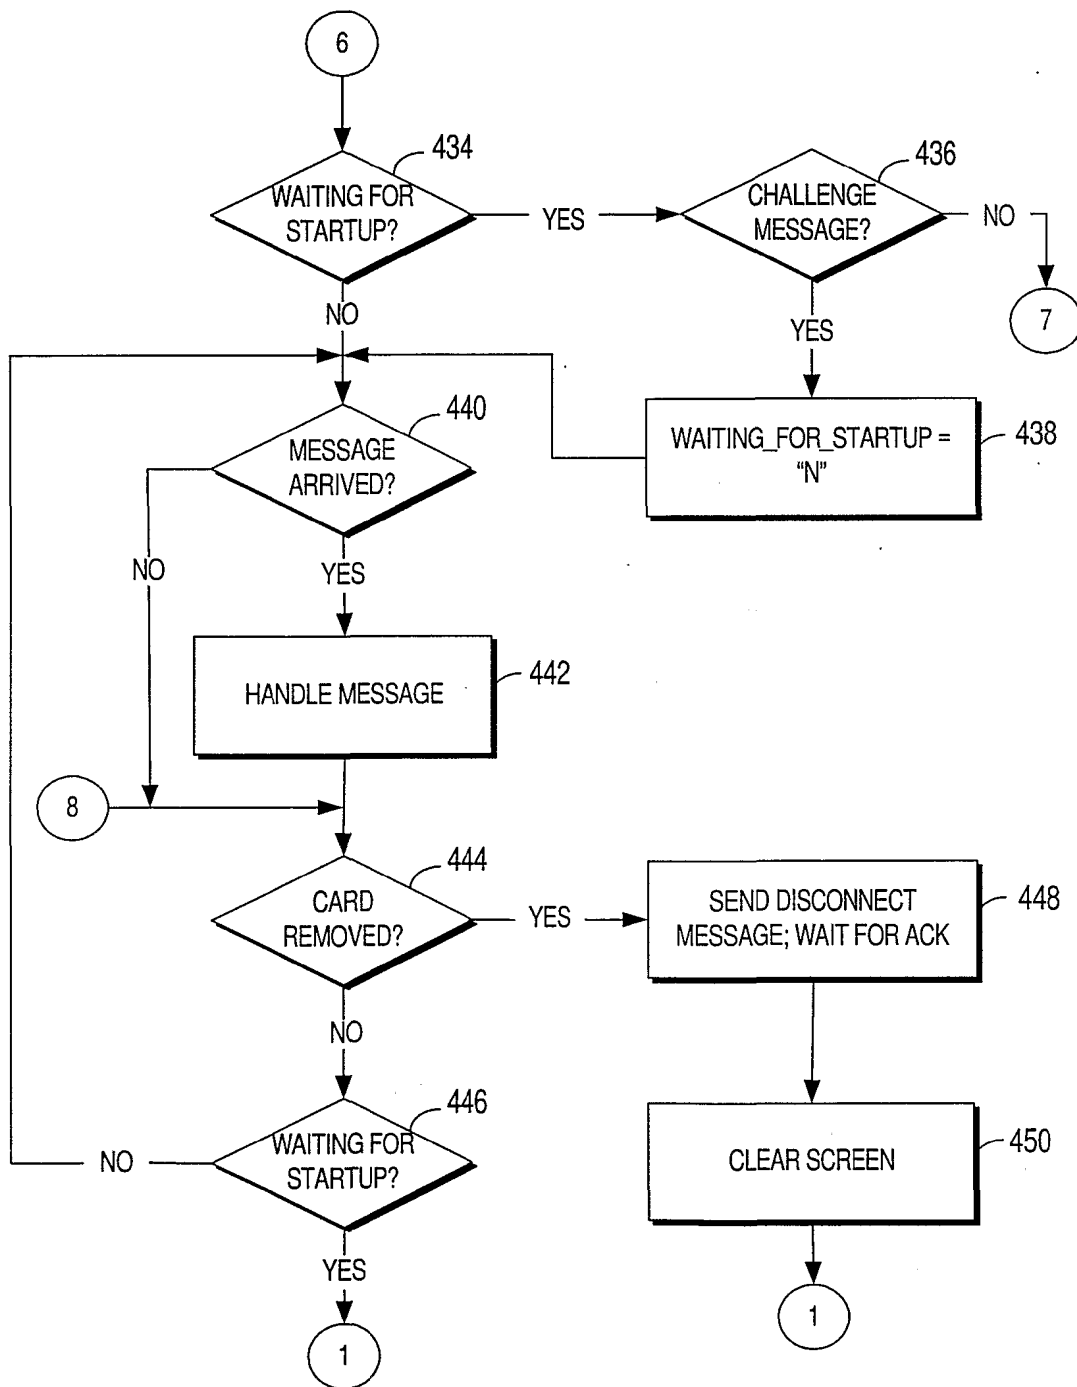 6
434
WAITING FOR
STARTUP?
YES
436
CHALLENGE
MESSAGE?
NO
7
NO
YES
440
MESSAGE
ARRIVED?
WAITING_FOR_STARTUP =
“N”
438
NO
YES
HANDLE MESSAGE
442
8
444
CARD
REMOVED?
YES
SEND DISCONNECT
MESSAGE; WAIT FOR ACK
448
NO
446
WAITING FOR
STARTUP?
NO
CLEAR SCREEN
450
YES
1
1